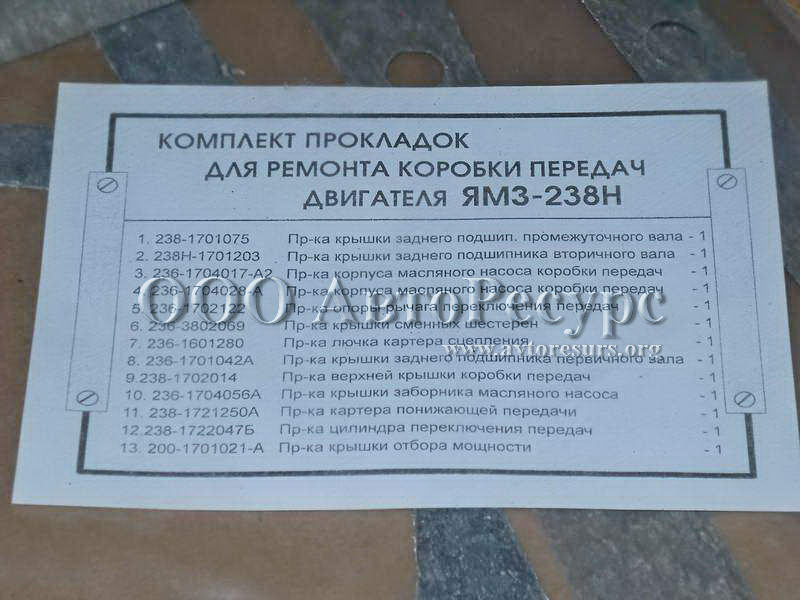 КОМПЛЕКТ ПРОКЛАДОК
ДЛЯ РЕМОНТА КОРОБКИ ПЕРЕДАЧ
ДВИГАТЕЛЯ ЯМЗ-238Н
1. 238-1701075 Пр-ка крышки заднего подшип. промежуточного вала - 1
2. 238Н-1701203 Пр-ка крышки заднего подшипника вторичного вала - 1
3. 236-1704017-А2 Пр-ка корпуса масляного насоса коробки передач - 1
4. 236-1704028-А Пр-ка корпуса масляного насоса коробки передач - 1
ООО АвтоРесурс
5. 236-1702122 Пр-ка опоры рычага переключения передач - 1
6. 236-3802069 Пр-ка крышки сменных шестерен - 1
7. 236-1601280 Пр-ка лючка картера сцепления - 1
www.avtoresurs.org
8. 236-1701042А Пр-ка крышки заднего подшипника первичного вала - 1
9.238-1702014 Пр-ка верхней крышки коробки передач - 1
10. 236-1704056А Пр-ка крышки заборника масляного насоса - 1
11. 238-1721250А Пр-ка картера понижающей передачи - 1
12.238-1722047Б Пр-ка цилиндра переключения передач - 1
13. 200-1701021-А Пр-ка крышки отбора мощности - 1